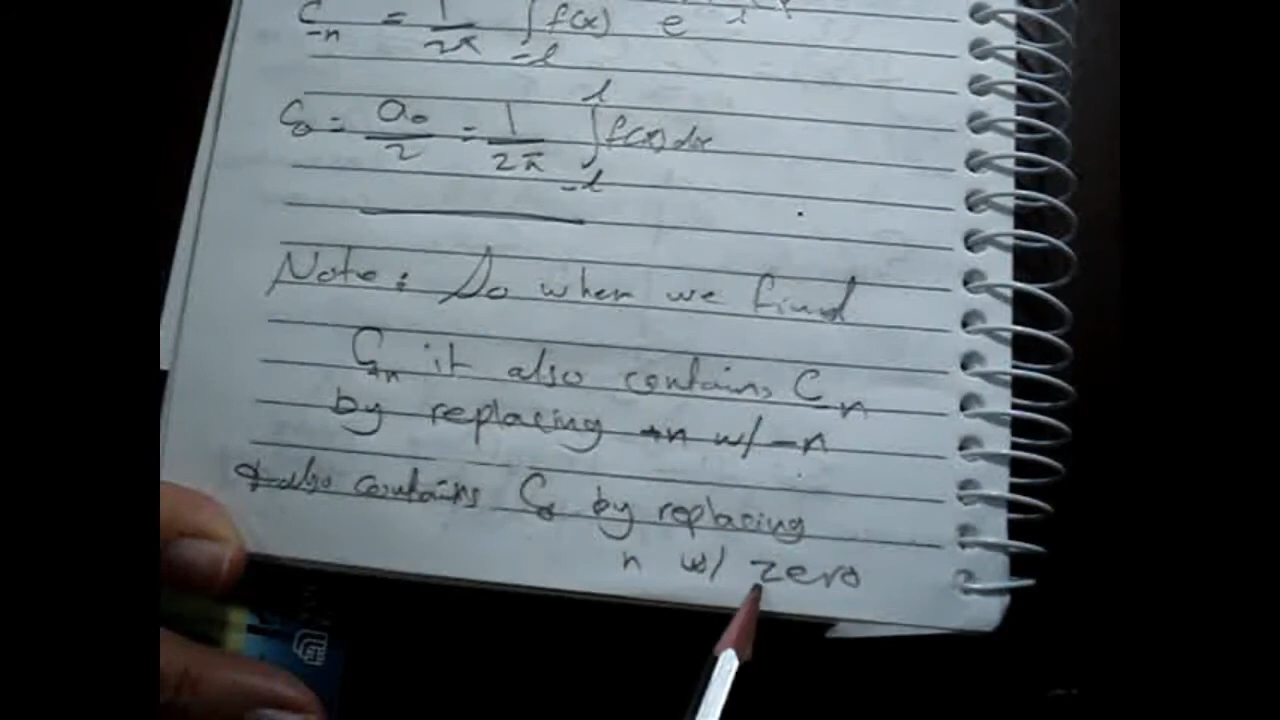 C-n = 1/2π ∫-l f(x) e
C0 = a0/2 = 1/2π ∫-l^l f(x) dx
Note: So when we find
C+n it also contains C-n
by replacing +n w/ -n
& also contains C0 by replacing
n w/ zero